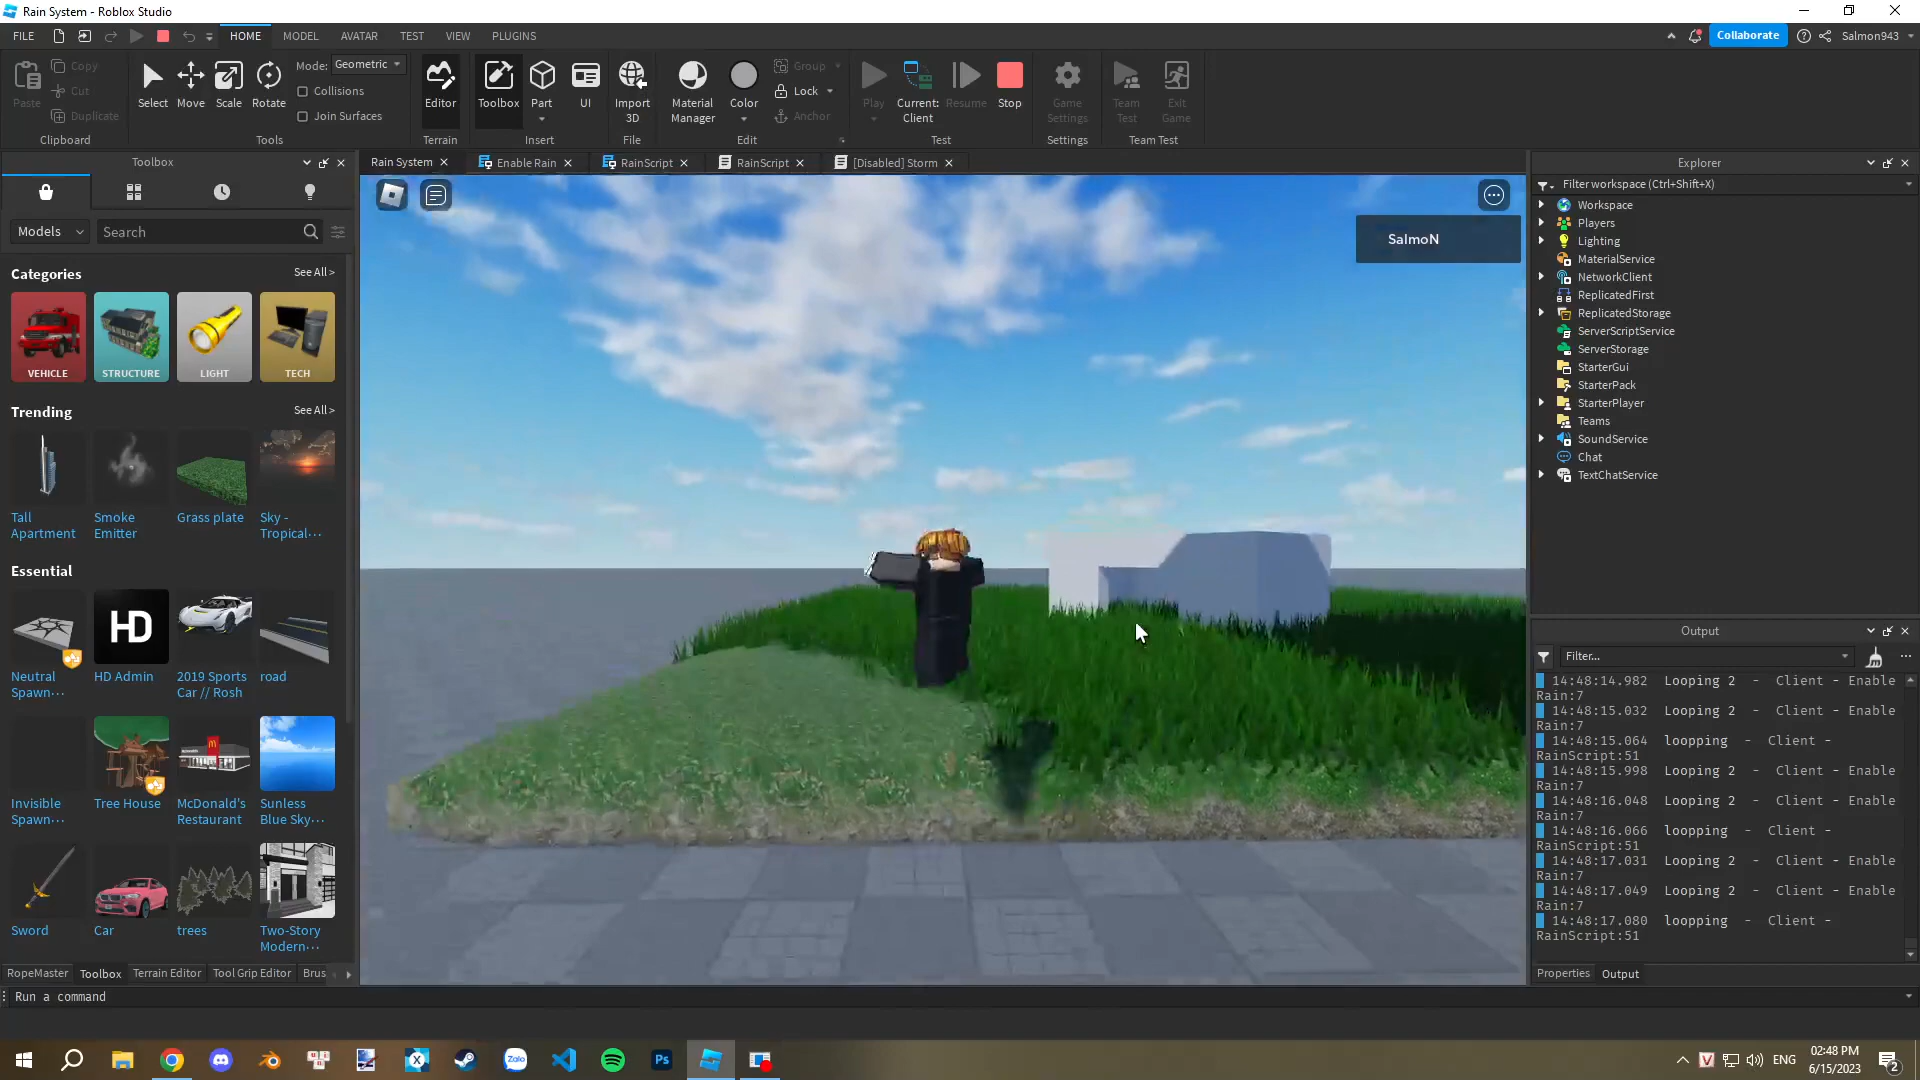 Rain System - Roblox Studio
FILE HOME MODEL AVATAR TEST VIEW PLUGINS Collaborate Salmon943
Paste Copy Cut Duplicate
Clipboard
Select Move Scale Rotate
Mode: Geometric
Collisions
Join Surfaces
Tools
Editor
Terrain
Toolbox Part UI
Insert
Import 3D
File
Material Manager Color
Group
Lock
Anchor
Edit
Play Current: Client Resume Stop
Test
Game Settings
Settings
Team Test Exit Game
Team Test
Toolbox
Rain System Enable Rain RainScript RainScript [Disabled] Storm
Models Search
Categories See All >
VEHICLE STRUCTURE LIGHT TECH
Trending See All >
Tall Apartment
Smoke Emitter
Grass plate
Sky - Tropical...
Essential
HD
Neutral Spawn...
HD Admin
2019 Sports Car // Rosh
road
Invisible Spawn...
Tree House
McDonald's Restaurant
Sunless Blue Sky...
Sword
Car
trees
Two-Story Modern...
RopeMaster Toolbox Terrain Editor Tool Grip Editor Brus
Run a command
SalmoN
Explorer
Filter workspace (Ctrl+Shift+X)
Workspace
Players
Lighting
MaterialService
NetworkClient
ReplicatedFirst
ReplicatedStorage
ServerScriptService
ServerStorage
StarterGui
StarterPack
StarterPlayer
Teams
SoundService
Chat
TextChatService
Output
Filter...
14:48:14.982 Looping 2 - Client - Enable
Rain:7
14:48:15.032 Looping 2 - Client - Enable
Rain:7
14:48:15.064 loopping - Client -
RainScript:51
14:48:15.998 Looping 2 - Client - Enable
Rain:7
14:48:16.048 Looping 2 - Client - Enable
Rain:7
14:48:16.066 loopping - Client -
RainScript:51
14:48:17.031 Looping 2 - Client - Enable
Rain:7
14:48:17.049 Looping 2 - Client - Enable
Rain:7
14:48:17.080 loopping - Client -
RainScript:51
Properties Output
Zalo Ps
ENG
02:48 PM
6/15/2023
2